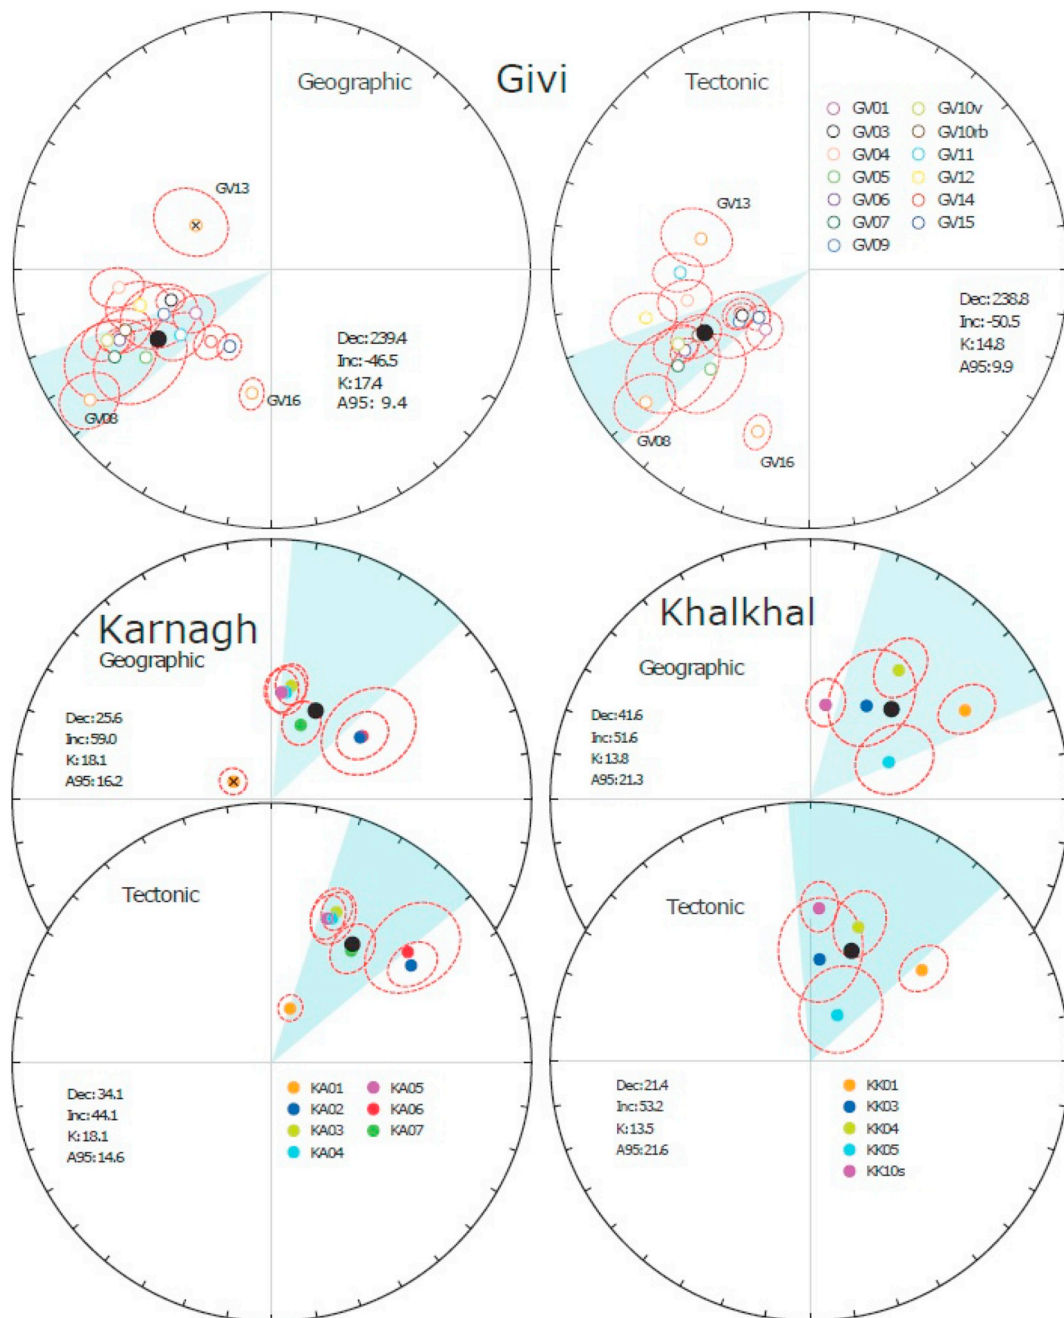 Givi
Geographic
GV13
GV08
GV16
Dec: 239.4
Inc: -46.5
K: 17.4
A95: 9.4
Tectonic
GV01 GV10v
GV03 GV10rb
GV04 GV11
GV05 GV12
GV06 GV14
GV07 GV15
GV09
GV13
GV08
GV16
Dec: 238.8
Inc: -50.5
K: 14.8
A95: 9.9
Karnagh
Geographic
Dec: 25.6
Inc: 59.0
K: 18.1
A95: 16.2
Khalkhal
Geographic
Dec: 41.6
Inc: 51.6
K: 13.8
A95: 21.3
Tectonic
Dec: 34.1
Inc: 44.1
K: 18.1
A95: 14.6
KA01 KA05
KA02 KA06
KA03 KA07
KA04
Tectonic
Dec: 21.4
Inc: 53.2
K: 13.5
A95: 21.6
KK01
KK03
KK04
KK05
KK10s